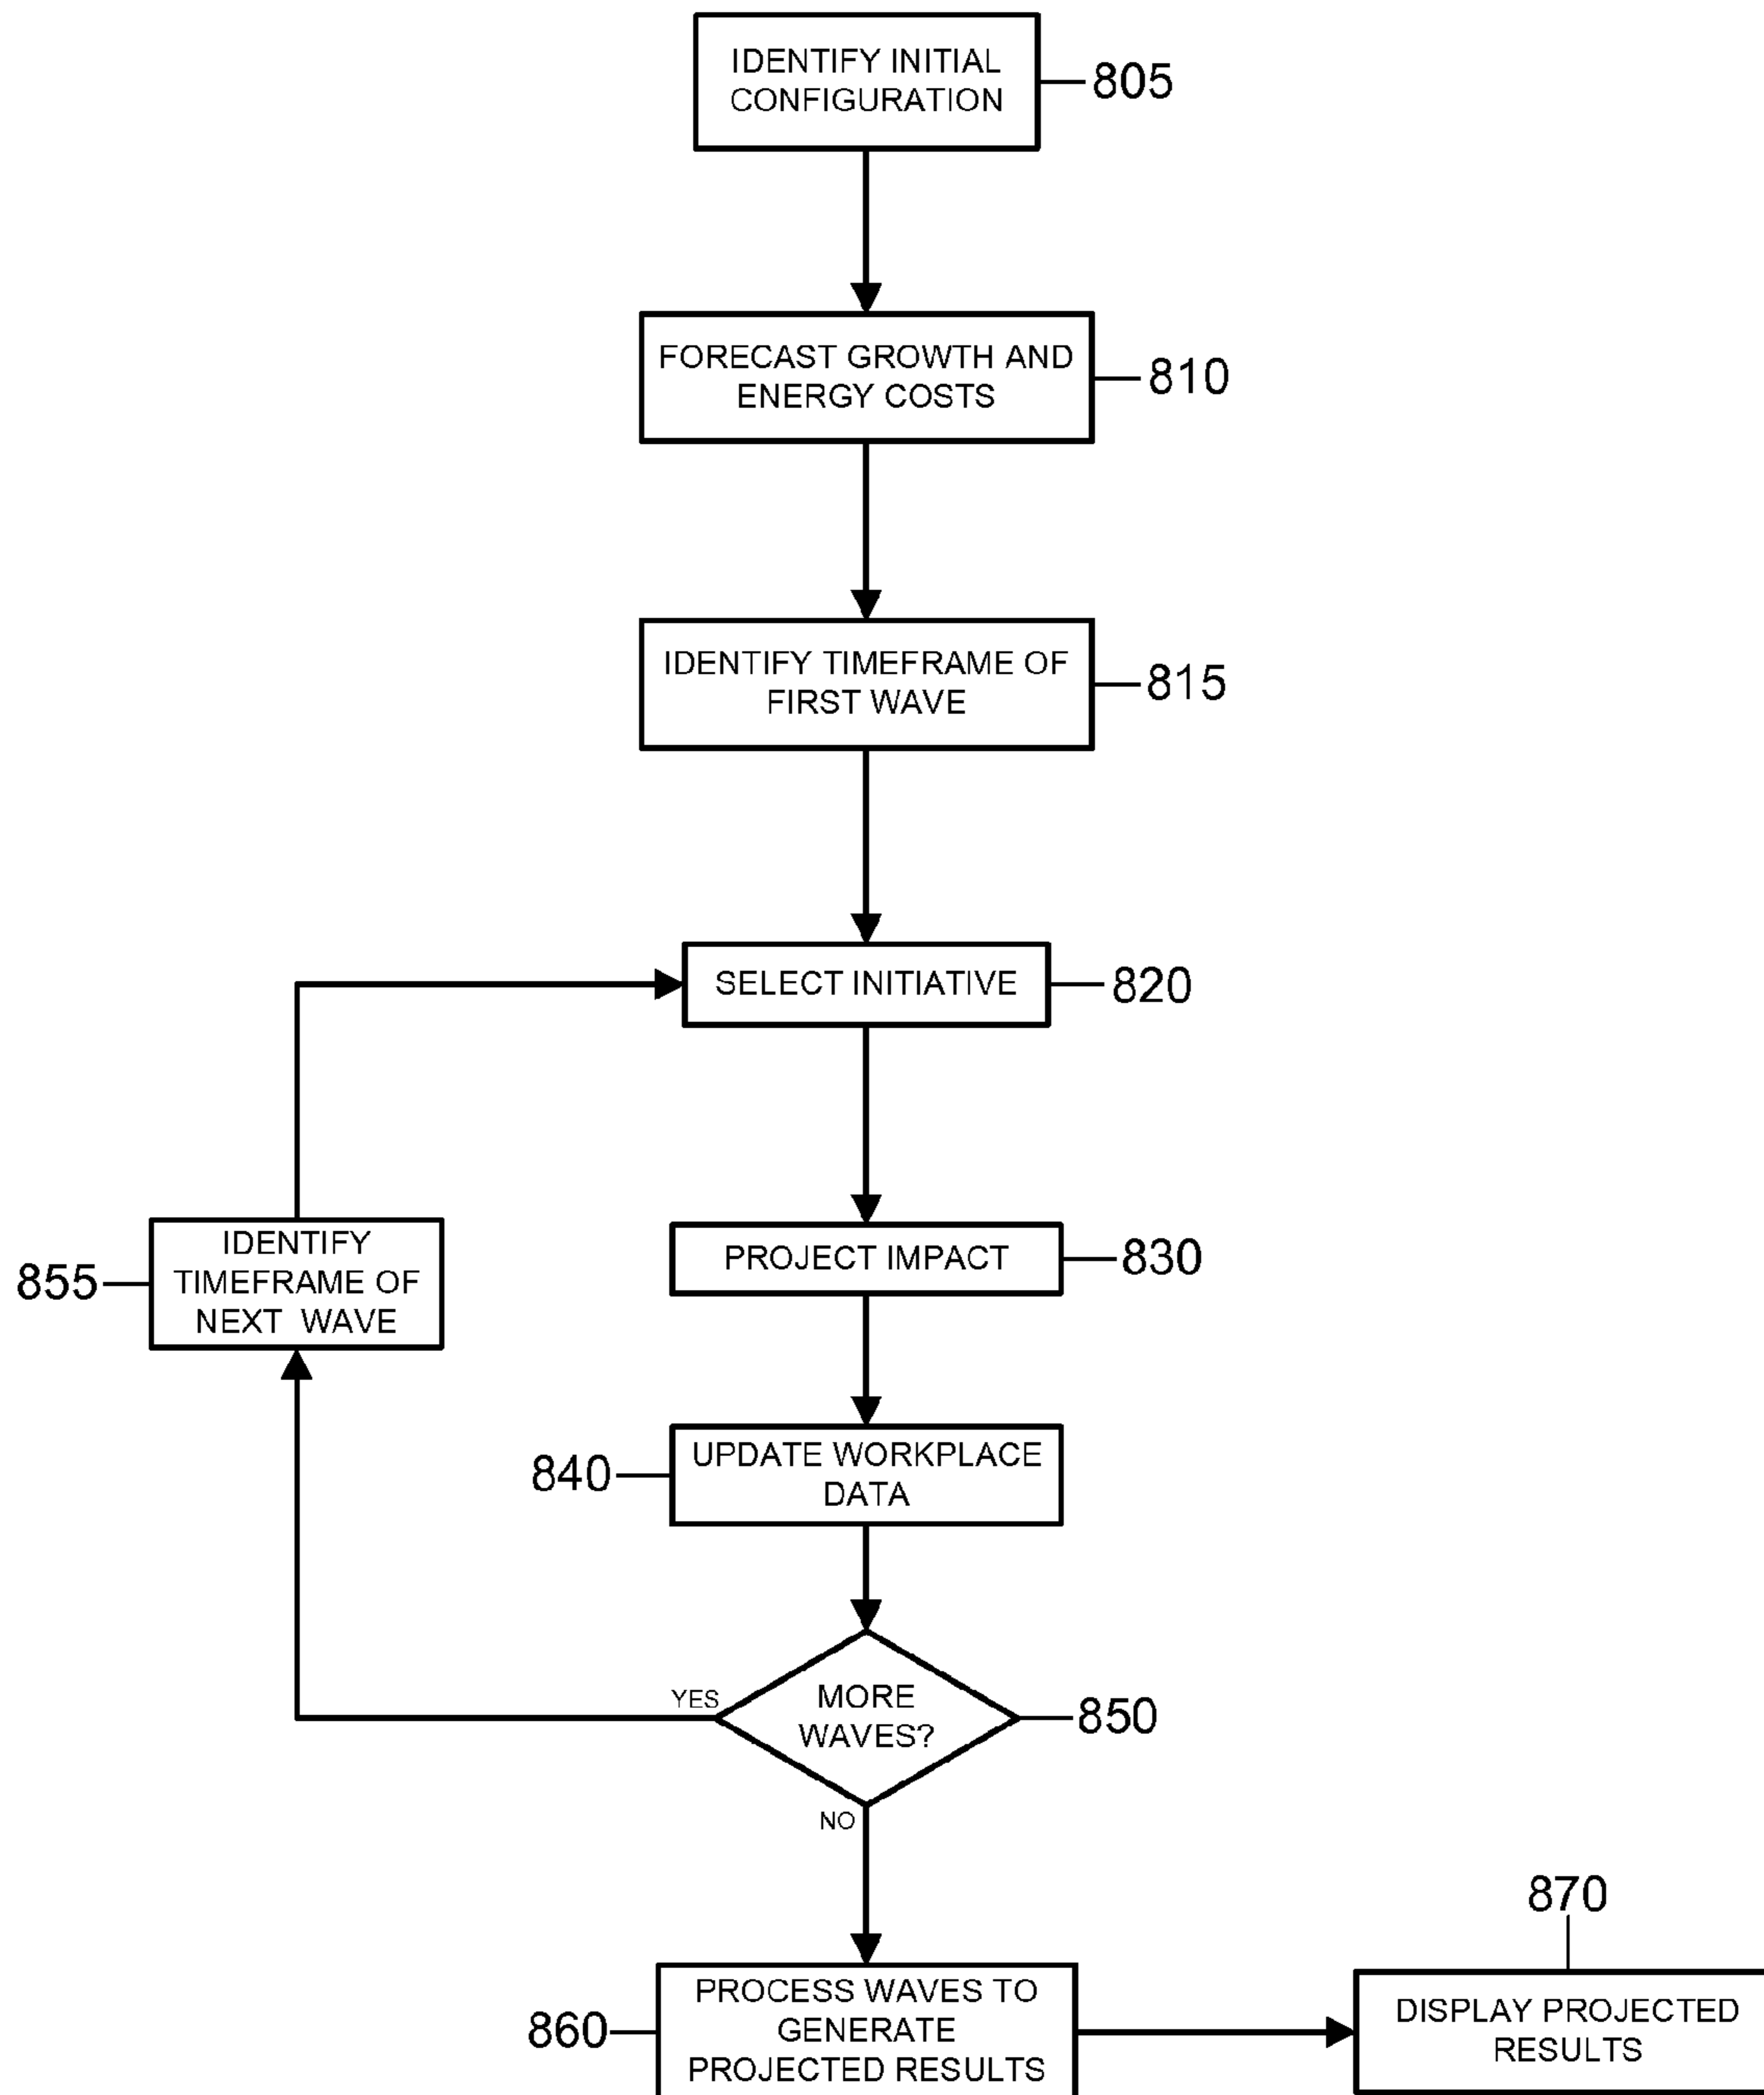 IDENTIFY INITIAL
CONFIGURATION
805
FORECAST GROWTH AND
ENERGY COSTS
810
IDENTIFY TIMEFRAME OF
FIRST WAVE
815
SELECT INITIATIVE
820
PROJECT IMPACT
830
IDENTIFY
TIMEFRAME OF
NEXT WAVE
855
UPDATE WORKPLACE
DATA
840
MORE
WAVES?
850
YES
NO
PROCESS WAVES TO
GENERATE
PROJECTED RESULTS
860
870
DISPLAY PROJECTED
RESULTS